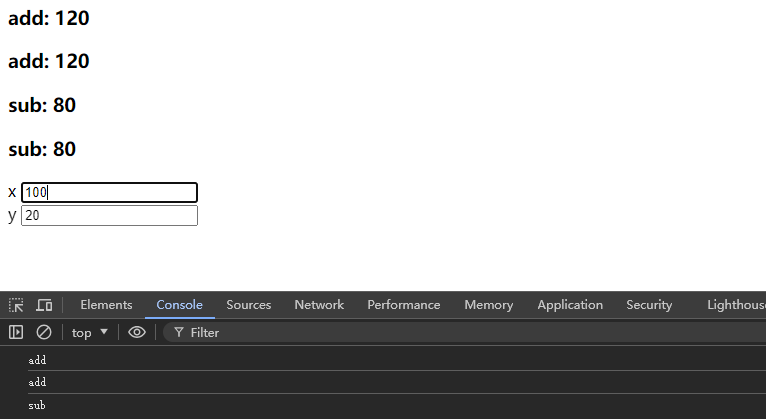 add: 120
add: 120
sub: 80
sub: 80
x 100
y 20
Elements Console Sources Network Performance Memory Application Security Lighthouse
top Filter
add
add
sub